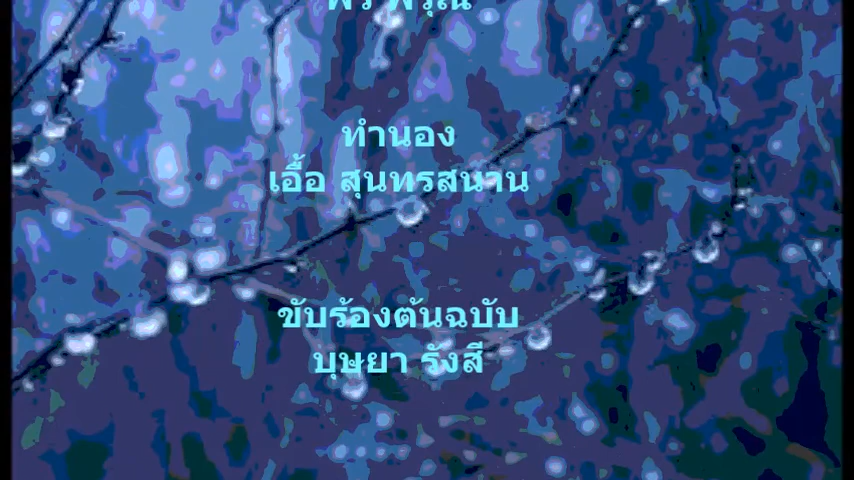 พร พิรุณ
ทำนอง
เอื้อ สุนทรสนาน
ขับร้องต้นฉบับ
บุษยา รังสี